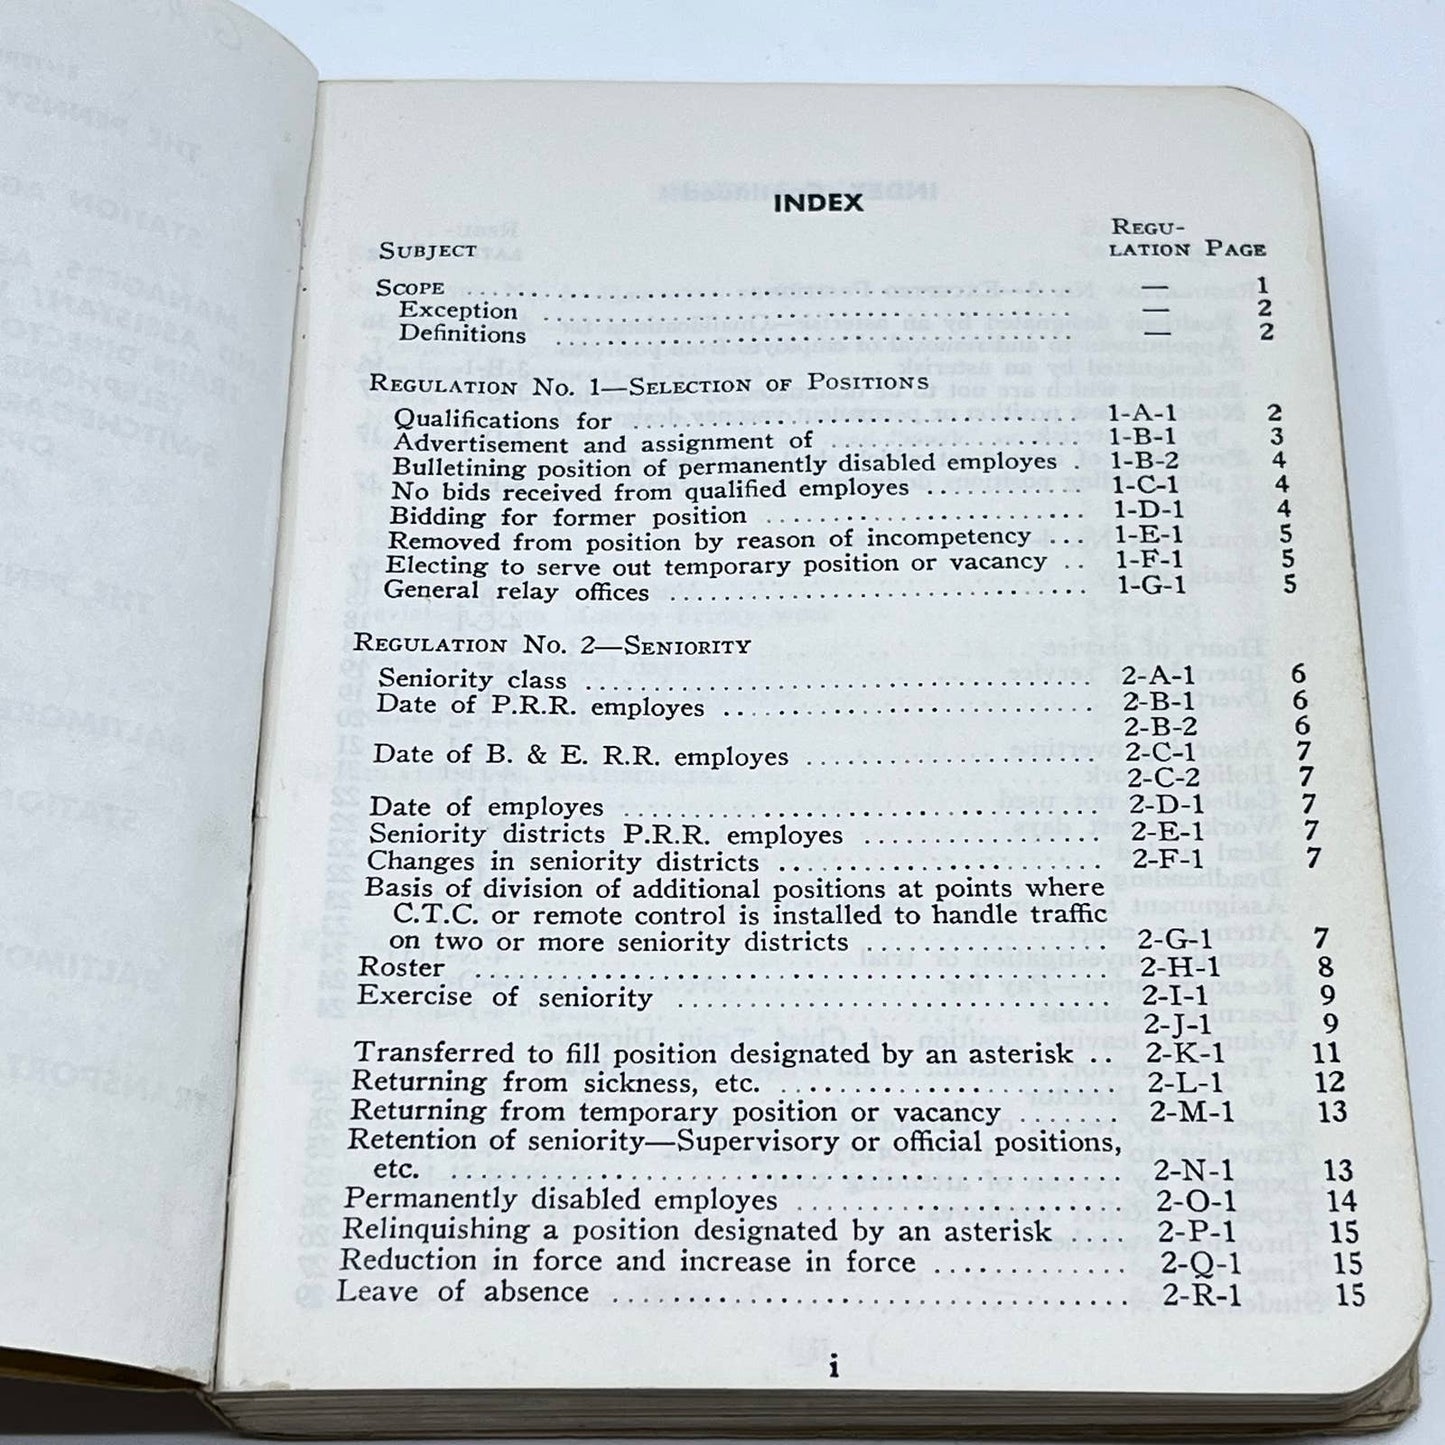 INDEX
REGU-
SUBJECT LATION PAGE
SCOPE .......... — 1
Exception .......... — 2
Definitions .......... — 2
REGULATION NO. 1—SELECTION OF POSITIONS
Qualifications for .......... 1-A-1 2
Advertisement and assignment of .......... 1-B-1 3
Bulletining position of permanently disabled employes . 1-B-2 4
No bids received from qualified employes .......... 1-C-1 4
Bidding for former position .......... 1-D-1 4
Removed from position by reason of incompetency ... 1-E-1 5
Electing to serve out temporary position or vacancy .. 1-F-1 5
General relay offices .......... 1-G-1 5
REGULATION NO. 2—SENIORITY
Seniority class .......... 2-A-1 6
Date of P.R.R. employes .......... 2-B-1 6
2-B-2 6
Date of B. & E. R.R. employes .......... 2-C-1 7
2-C-2 7
Date of employes .......... 2-D-1 7
Seniority districts P.R.R. employes .......... 2-E-1 7
Changes in seniority districts .......... 2-F-1 7
Basis of division of additional positions at points where
C.T.C. or remote control is installed to handle traffic
on two or more seniority districts .......... 2-G-1 7
Roster .......... 2-H-1 8
Exercise of seniority .......... 2-I-1 9
2-J-1 9
Transferred to fill position designated by an asterisk .. 2-K-1 11
Returning from sickness, etc. .......... 2-L-1 12
Returning from temporary position or vacancy ....... 2-M-1 13
Retention of seniority—Supervisory or official positions,
etc. .......... 2-N-1 13
Permanently disabled employes .......... 2-O-1 14
Relinquishing a position designated by an asterisk .... 2-P-1 15
Reduction in force and increase in force .......... 2-Q-1 15
Leave of absence .......... 2-R-1 15
i